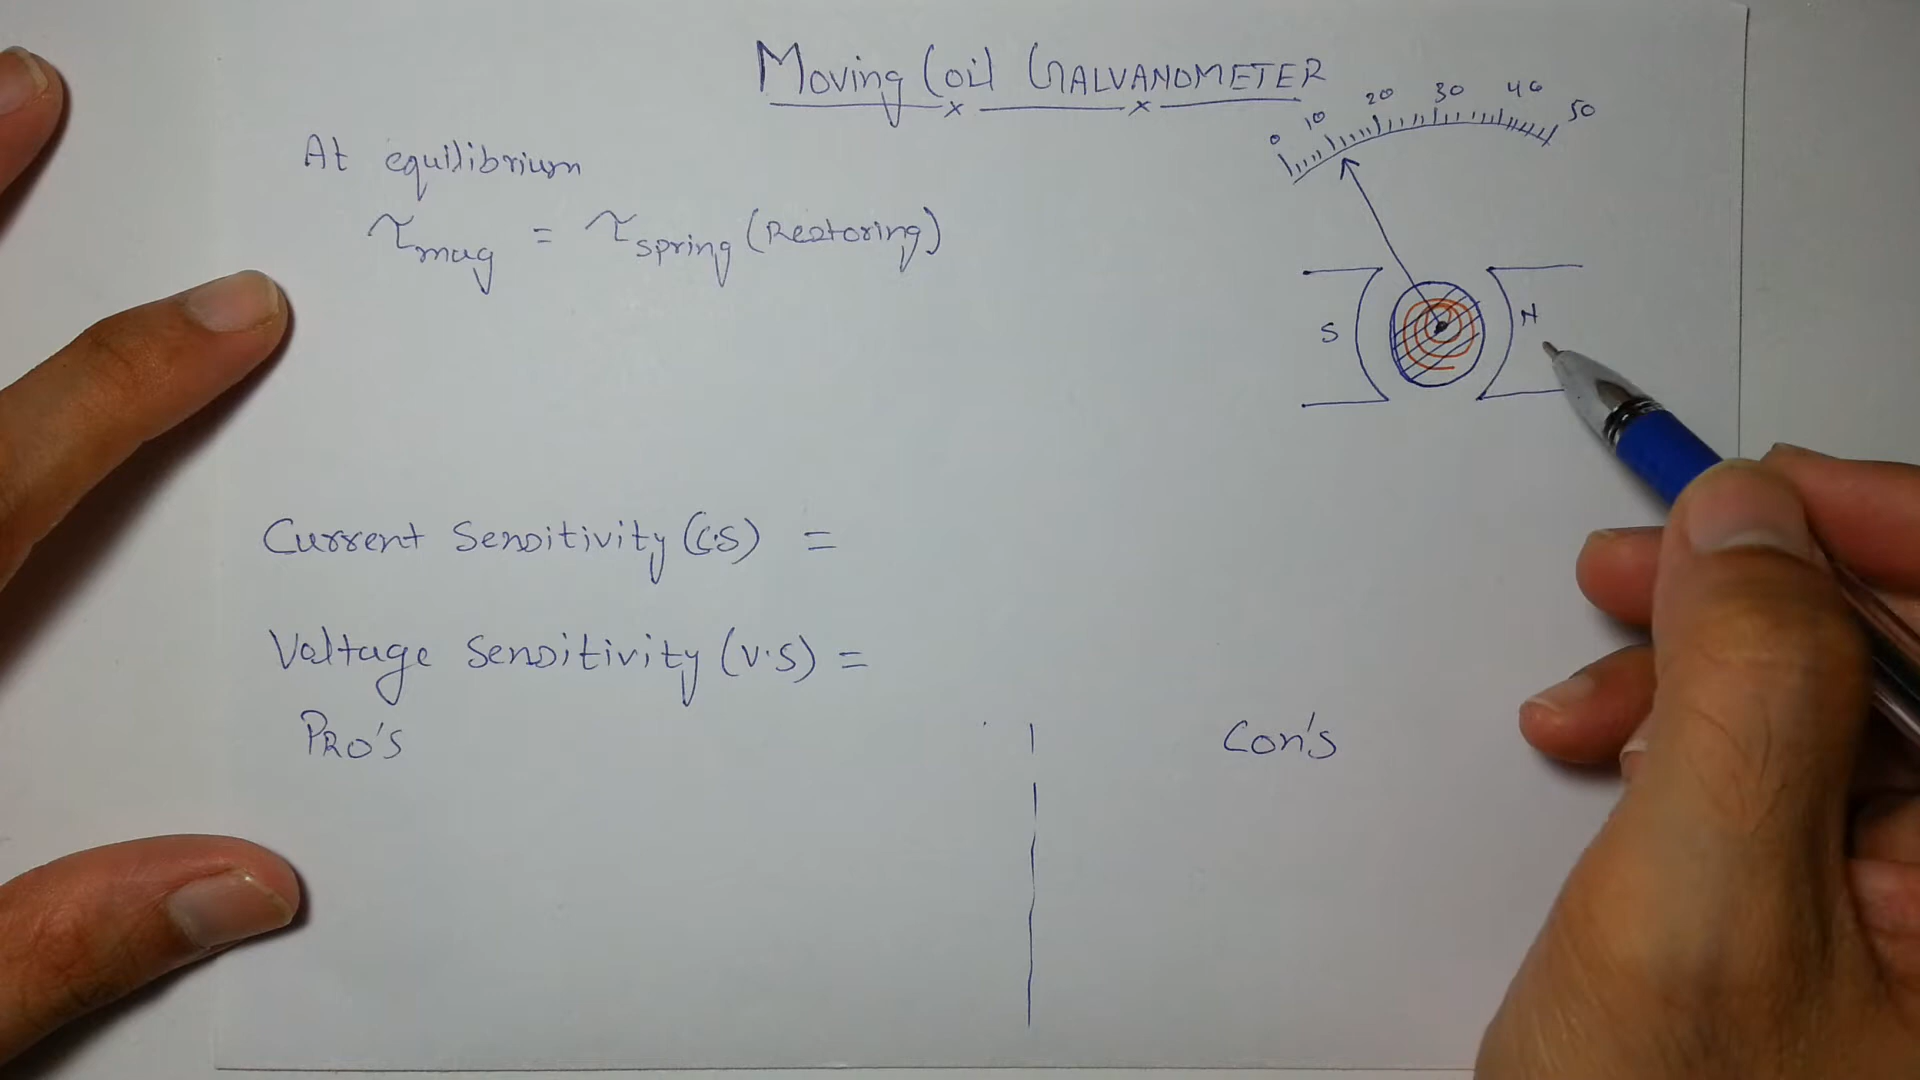 Moving Coil GALVANOMETER
0 10 20 30 40 50
At equilibrium
τmag = τspring (Restoring)
S N
Current Sensitivity (C.S) =
Voltage Sensitivity (V.S) =
PRO'S
Con's